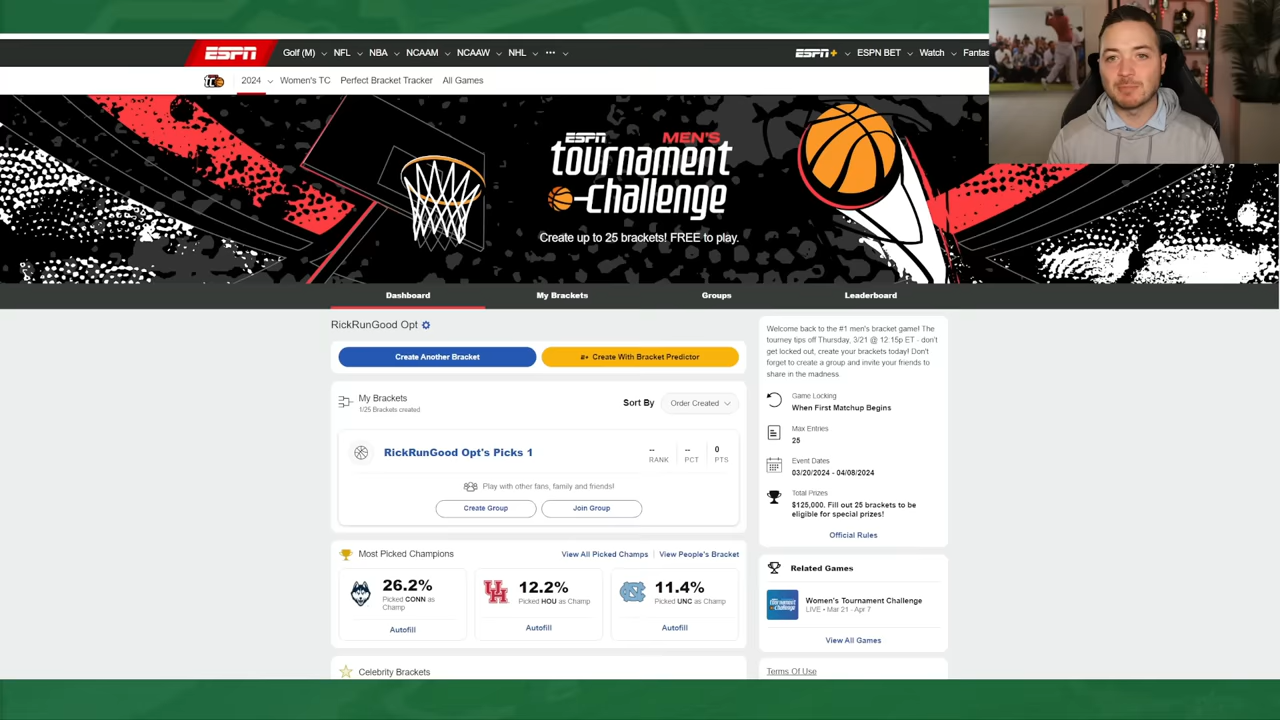 ESPN
Golf (M)
NFL
NBA
NCAAM
NCAAW
NHL
ESPN+
ESPN BET
Watch
Fantas
2024
Women's TC
Perfect Bracket Tracker
All Games
ESPN MEN'S
tournament
challenge
Create up to 25 brackets! FREE to play.
Dashboard
My Brackets
Groups
Leaderboard
RickRunGood Opt
Create Another Bracket
Create With Bracket Predictor
My Brackets
1/25 Brackets created
Sort By
Order Created
RickRunGood Opt's Picks 1
-- -- 0
RANK PCT PTS
Play with other fans, family and friends!
Create Group
Join Group
Most Picked Champions
View All Picked Champs
View People's Bracket
26.2%
Picked CONN as
Champ
Autofill
12.2%
Picked HOU as Champ
Autofill
11.4%
Picked UNC as Champ
Autofill
Celebrity Brackets
Welcome back to the #1 men's bracket game! The
tourney tips off Thursday, 3/21 @ 12:15p ET - don't
get locked out, create your brackets today! Don't
forget to create a group and invite your friends to
share in the madness.
Game Locking
When First Matchup Begins
Max Entries
25
Event Dates
03/20/2024 - 04/08/2024
Total Prizes
$125,000. Fill out 25 brackets to be
eligible for special prizes!
Official Rules
Related Games
Women's Tournament Challenge
LIVE • Mar 21 - Apr 7
View All Games
Terms Of Use